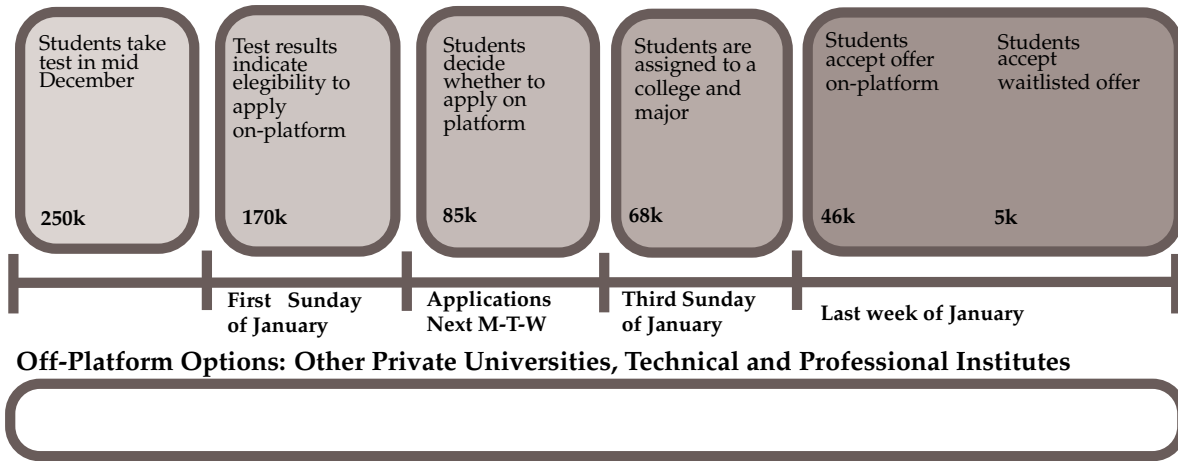 Students take
test in mid
December
250k
Test results
indicate
elegibility to
apply
on-platform
170k
Students
decide
whether to
apply on
platform
85k
Students are
assigned to a
college and
major
68k
Students
accept offer
on-platform
46k
Students
accept
waitlisted offer
5k
First Sunday
of January
Applications
Next M-T-W
Third Sunday
of January
Last week of January
Off-Platform Options: Other Private Universities, Technical and Professional Institutes